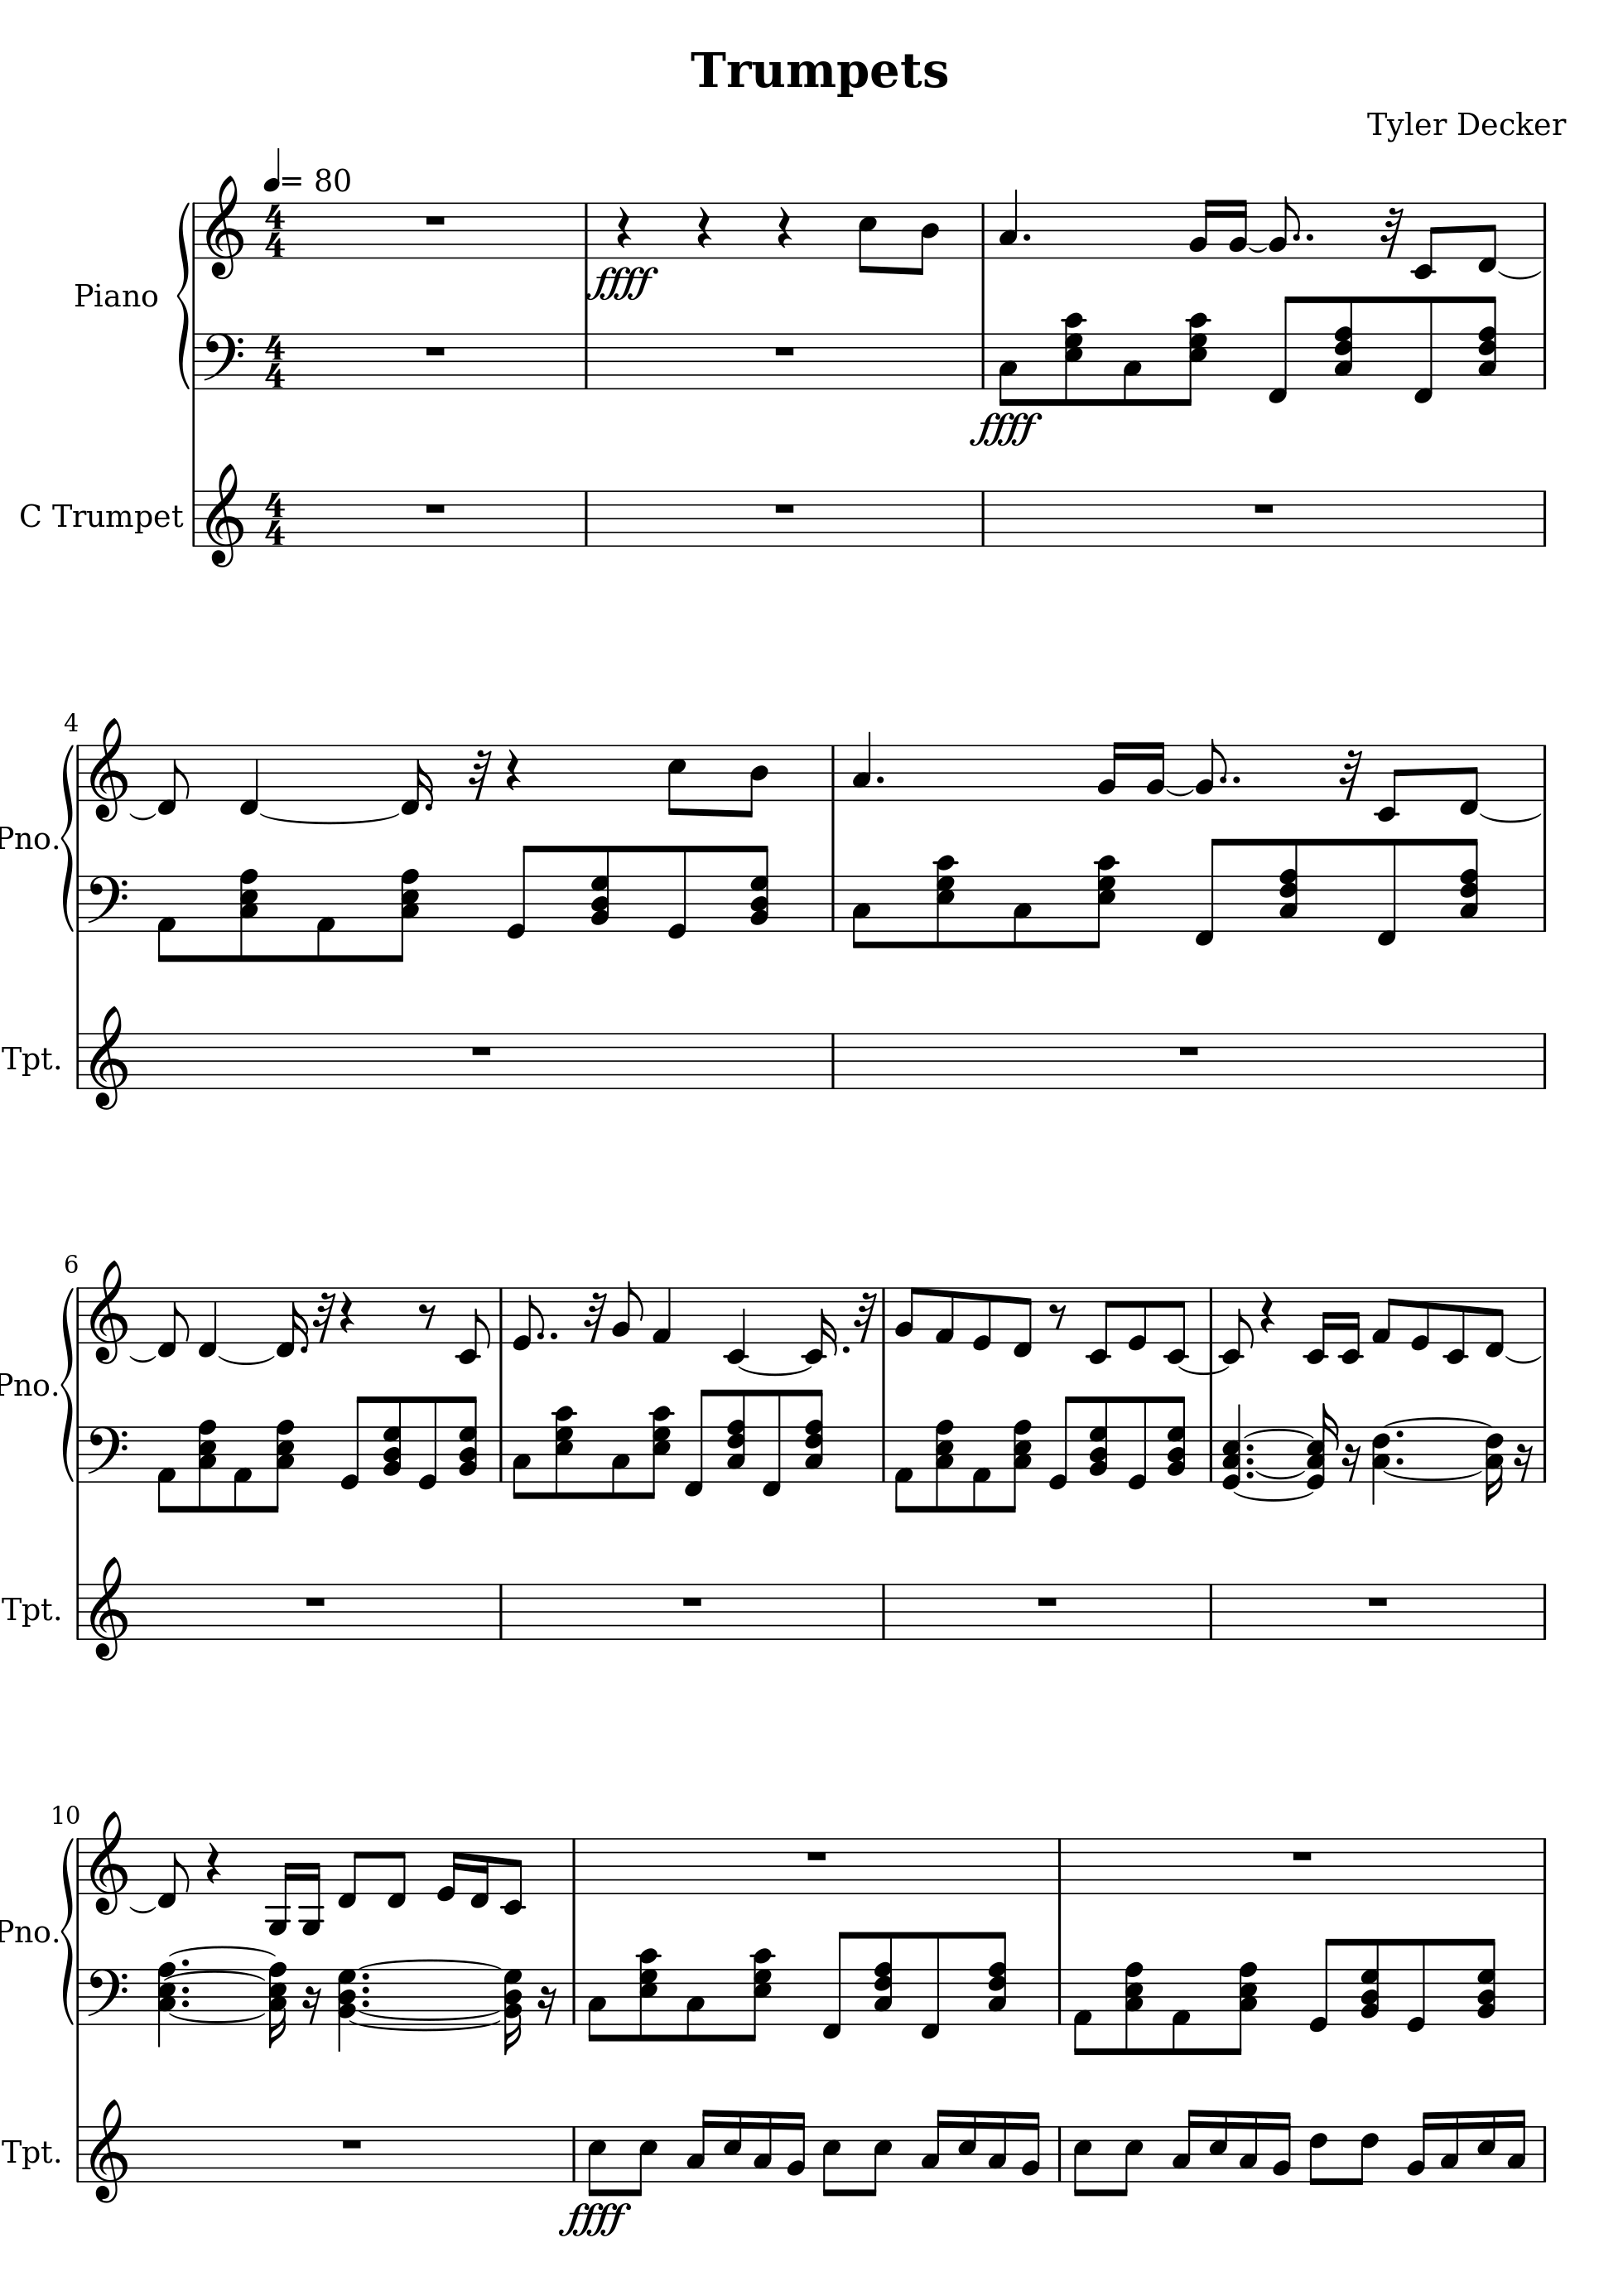 Trumpets
Tyler Decker
= 80
Piano
ffff
ffff
C Trumpet
4
Pno.
Tpt.
6
Pno.
Tpt.
10
Pno.
Tpt.
ffff